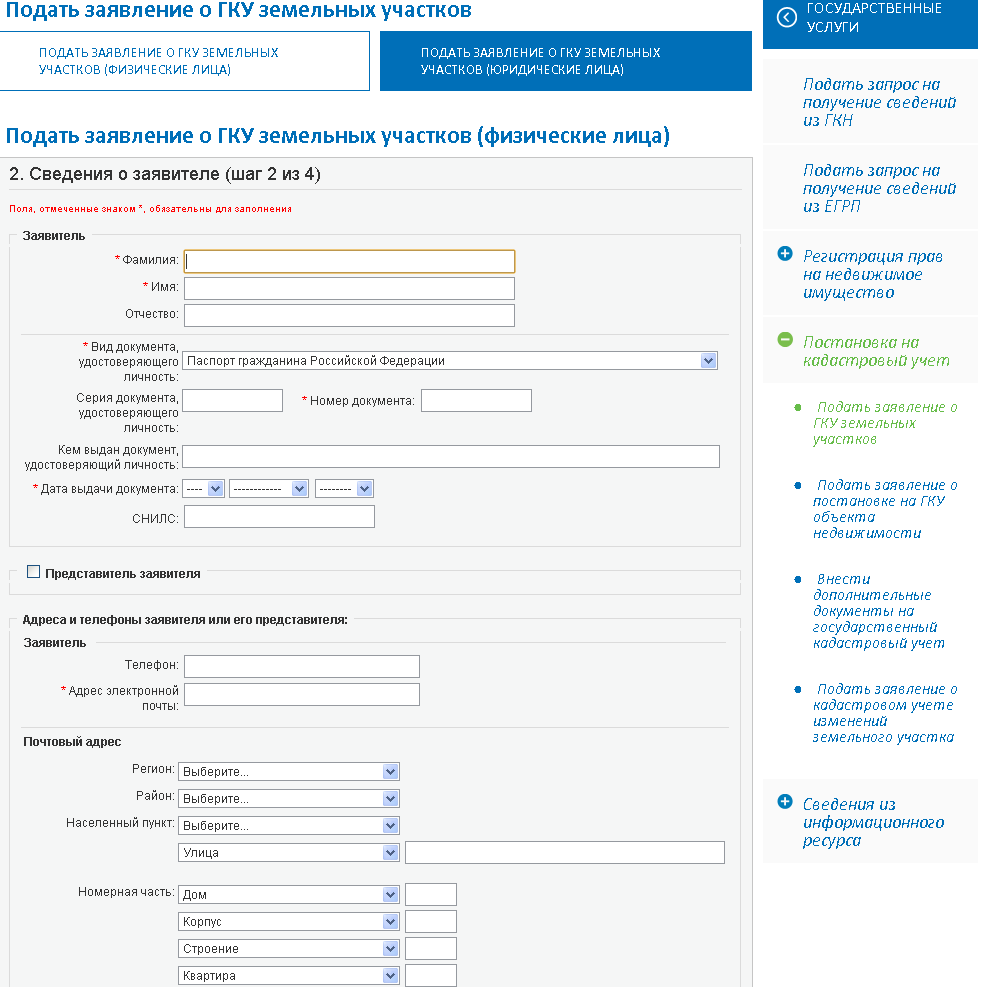 Подать заявление о ГКУ земельных участков
ПОДАТЬ ЗАЯВЛЕНИЕ О ГКУ ЗЕМЕЛЬНЫХ
УЧАСТКОВ (ФИЗИЧЕСКИЕ ЛИЦА)
ПОДАТЬ ЗАЯВЛЕНИЕ О ГКУ ЗЕМЕЛЬНЫХ
УЧАСТКОВ (ЮРИДИЧЕСКИЕ ЛИЦА)
Подать заявление о ГКУ земельных участков (физические лица)
2. Сведения о заявителе (шаг 2 из 4)
Поля, отмеченные знаком *, обязательны для заполнения
Заявитель
* Фамилия:
* Имя:
Отчество:
* Вид документа,
удостоверяющего
личность:
Паспорт гражданина Российской Федерации
Серия документа,
удостоверяющего
личность:
* Номер документа:
Кем выдан документ,
удостоверяющий личность:
* Дата выдачи документа:
---- ------------ --------
СНИЛС:
Представитель заявителя
Адреса и телефоны заявителя или его представителя:
Заявитель
Телефон:
* Адрес электронной
почты:
Почтовый адрес
Регион: Выберите...
Район: Выберите...
Населенный пункт: Выберите...
Улица
Номерная часть: Дом
Корпус
Строение
Квартира
ГОСУДАРСТВЕННЫЕ
УСЛУГИ
Подать запрос на
получение сведений
из ГКН
Подать запрос на
получение сведений
из ЕГРП
Регистрация прав
на недвижимое
имущество
Постановка на
кадастровый учет
Подать заявление о
ГКУ земельных
участков
Подать заявление о
постановке на ГКУ
объекта
недвижимости
Внести
дополнительные
документы на
государственный
кадастровый учет
Подать заявление о
кадастровом учете
изменений
земельного участка
Сведения из
информационного
ресурса